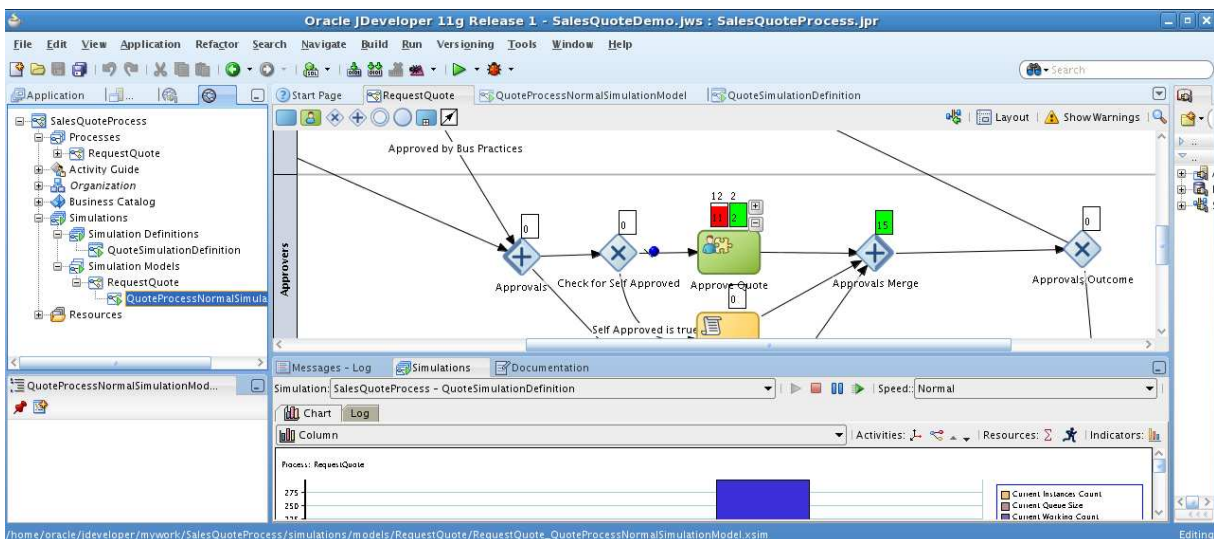 Oracle JDeveloper 11g Release 1 - SalesQuoteDemo.jws : SalesQuoteProcess.jpr
File Edit View Application Refactor Search Navigate Build Run Versioning Tools Window Help
Search
Application
Start Page RequestQuote QuoteProcessNormalSimulationModel QuoteSimulationDefinition
Layout Show Warnings
SalesQuoteProcess
Processes
RequestQuote
Activity Guide
Organization
Business Catalog
Simulations
Simulation Definitions
QuoteSimulationDefinition
Simulation Models
RequestQuote
QuoteProcessNormalSimula
Resources
Approvers
Approved by Bus Practices
12 2
0 0 11 2 15 0
Approvals Check for Self Approved Approve Quote Approvals Merge Approvals Outcome
0
Self Approved is true
QuoteProcessNormalSimulationMod...
Messages - Log Simulations Documentation
Simulation: SalesQuoteProcess - QuoteSimulationDefinition Speed: Normal
Chart Log
Column Activities: Resources: Indicators:
Process: RequestQuote
275
250
Current Instances Count
Current Queue Size
Current Working Count
/home/oracle/jdeveloper/mywork/SalesQuoteProcess/simulations/models/RequestQuote/RequestQuote_QuoteProcessNormalSimulationModel.xsim
Editing